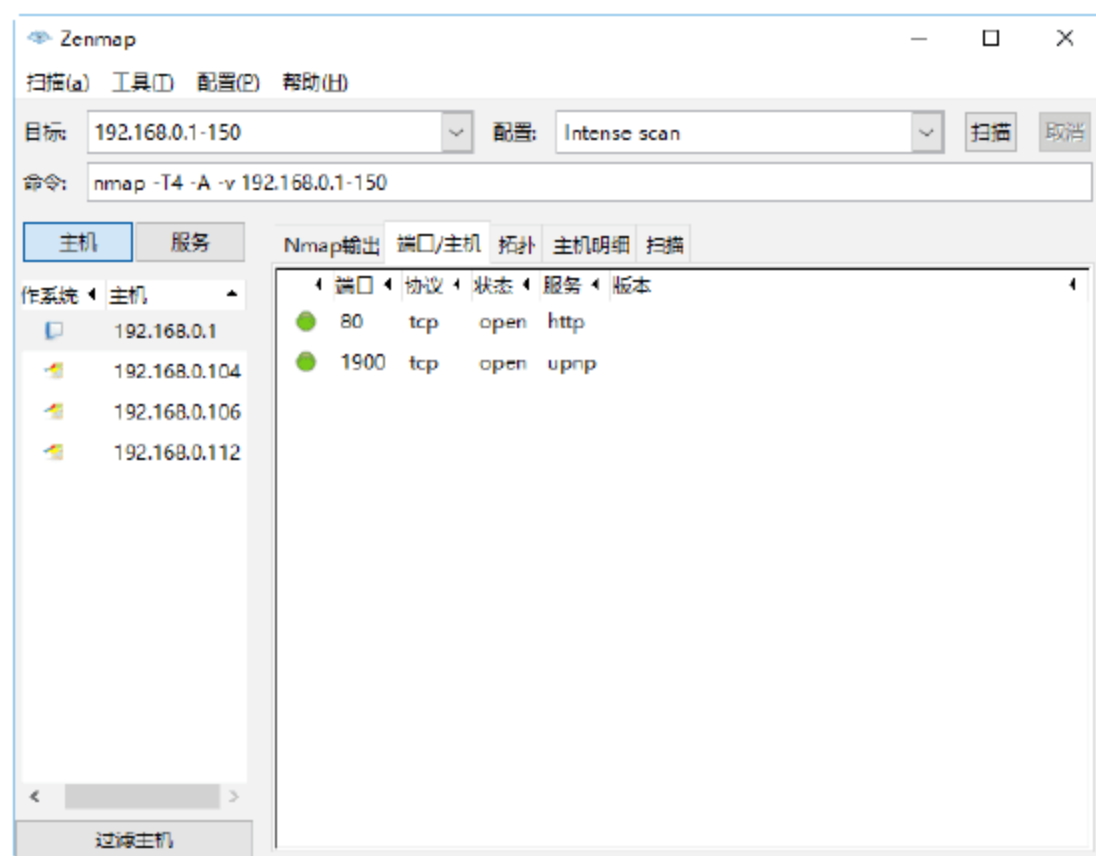 Zenmap
扫描(a) 工具(T) 配置(P) 帮助(H)
目标: 192.168.0.1-150 配置: Intense scan 扫描 取消
命令: nmap -T4 -A -v 192.168.0.1-150
主机 服务 Nmap输出 端口/主机 拓扑 主机明细 扫描
作系统 主机 端口 协议 状态 服务 版本
192.168.0.1 80 tcp open http
192.168.0.104 1900 tcp open upnp
192.168.0.106
192.168.0.112
过滤主机